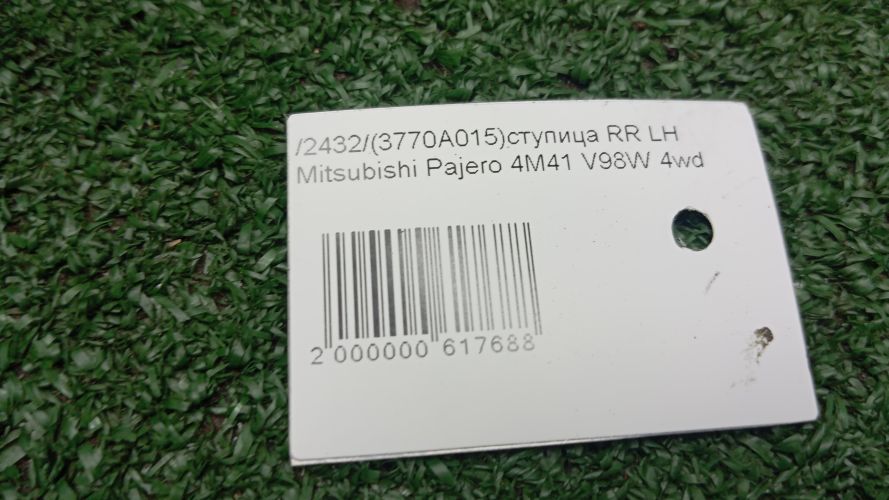 /2432/(3770A015)ступица RR LH
Mitsubishi Pajero 4M41 V98W 4wd
2 000000 617688